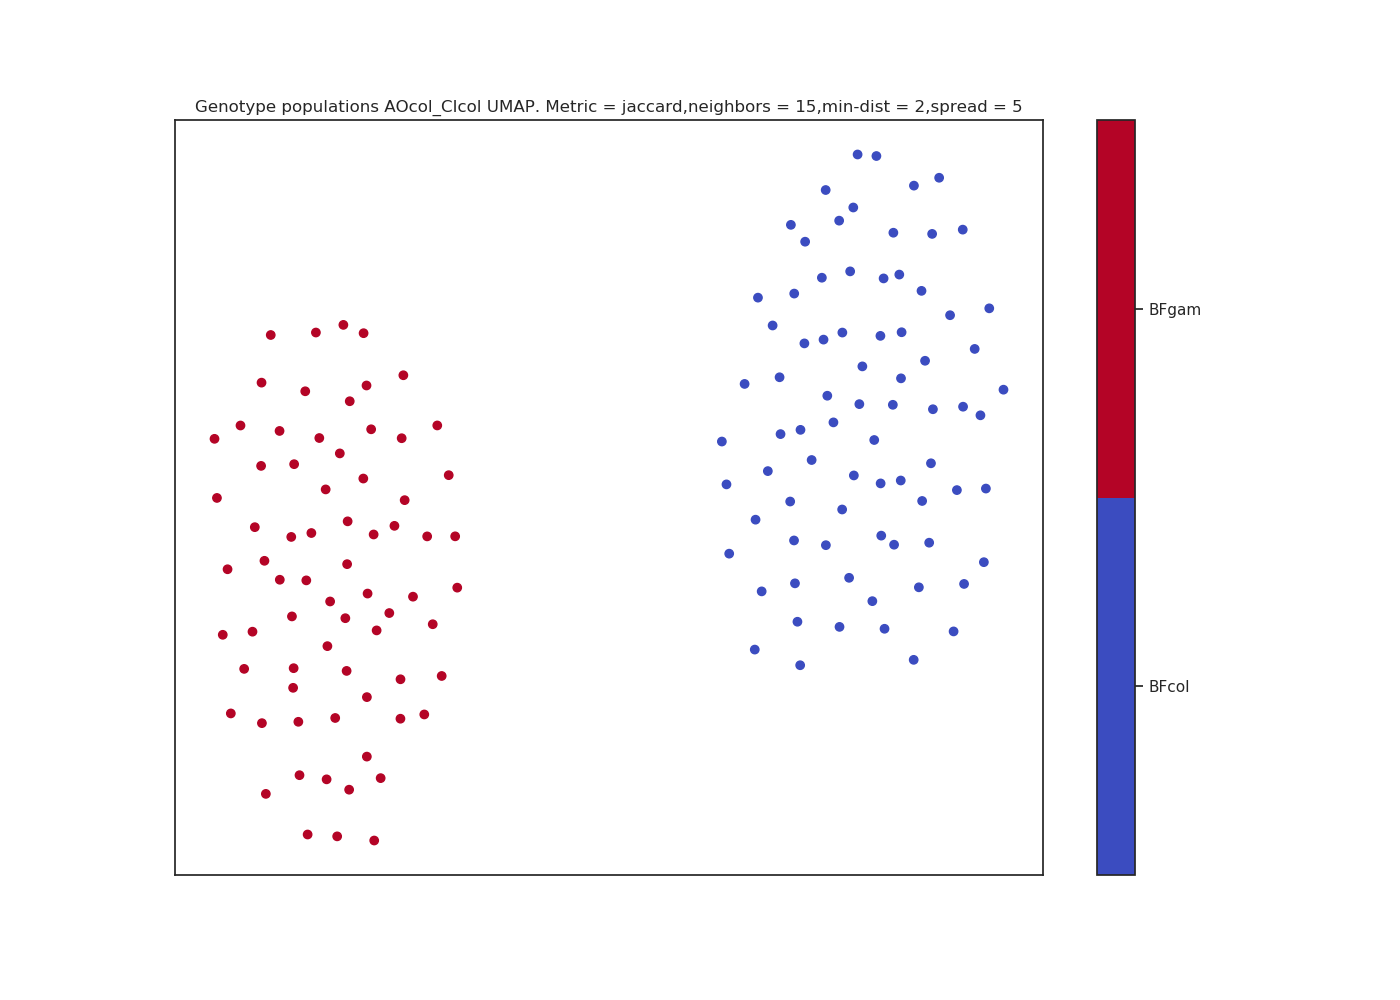 Genotype populations AOcol_CIcol UMAP. Metric = jaccard,neighbors = 15,min-dist = 2,spread = 5
BFgam
BFcol